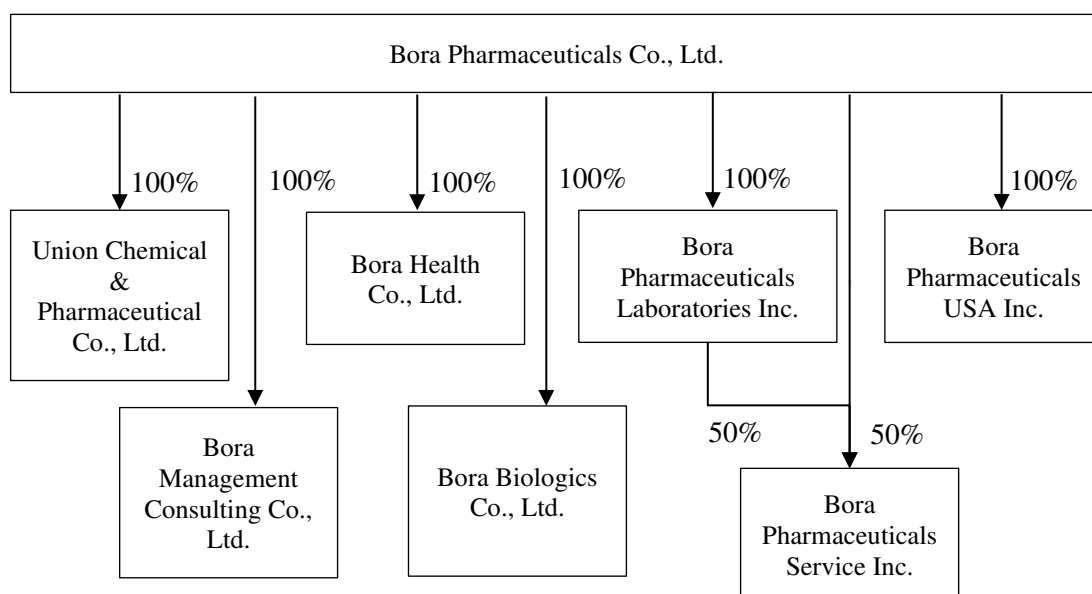 Bora Pharmaceuticals Co., Ltd.
100%
100%
100%
100%
100%
100%
Union Chemical
&
Pharmaceutical
Co., Ltd.
Bora Health
Co., Ltd.
Bora
Pharmaceuticals
Laboratories Inc.
Bora
Pharmaceuticals
USA Inc.
50%
50%
Bora
Management
Consulting Co.,
Ltd.
Bora Biologics
Co., Ltd.
Bora
Pharmaceuticals
Service Inc.